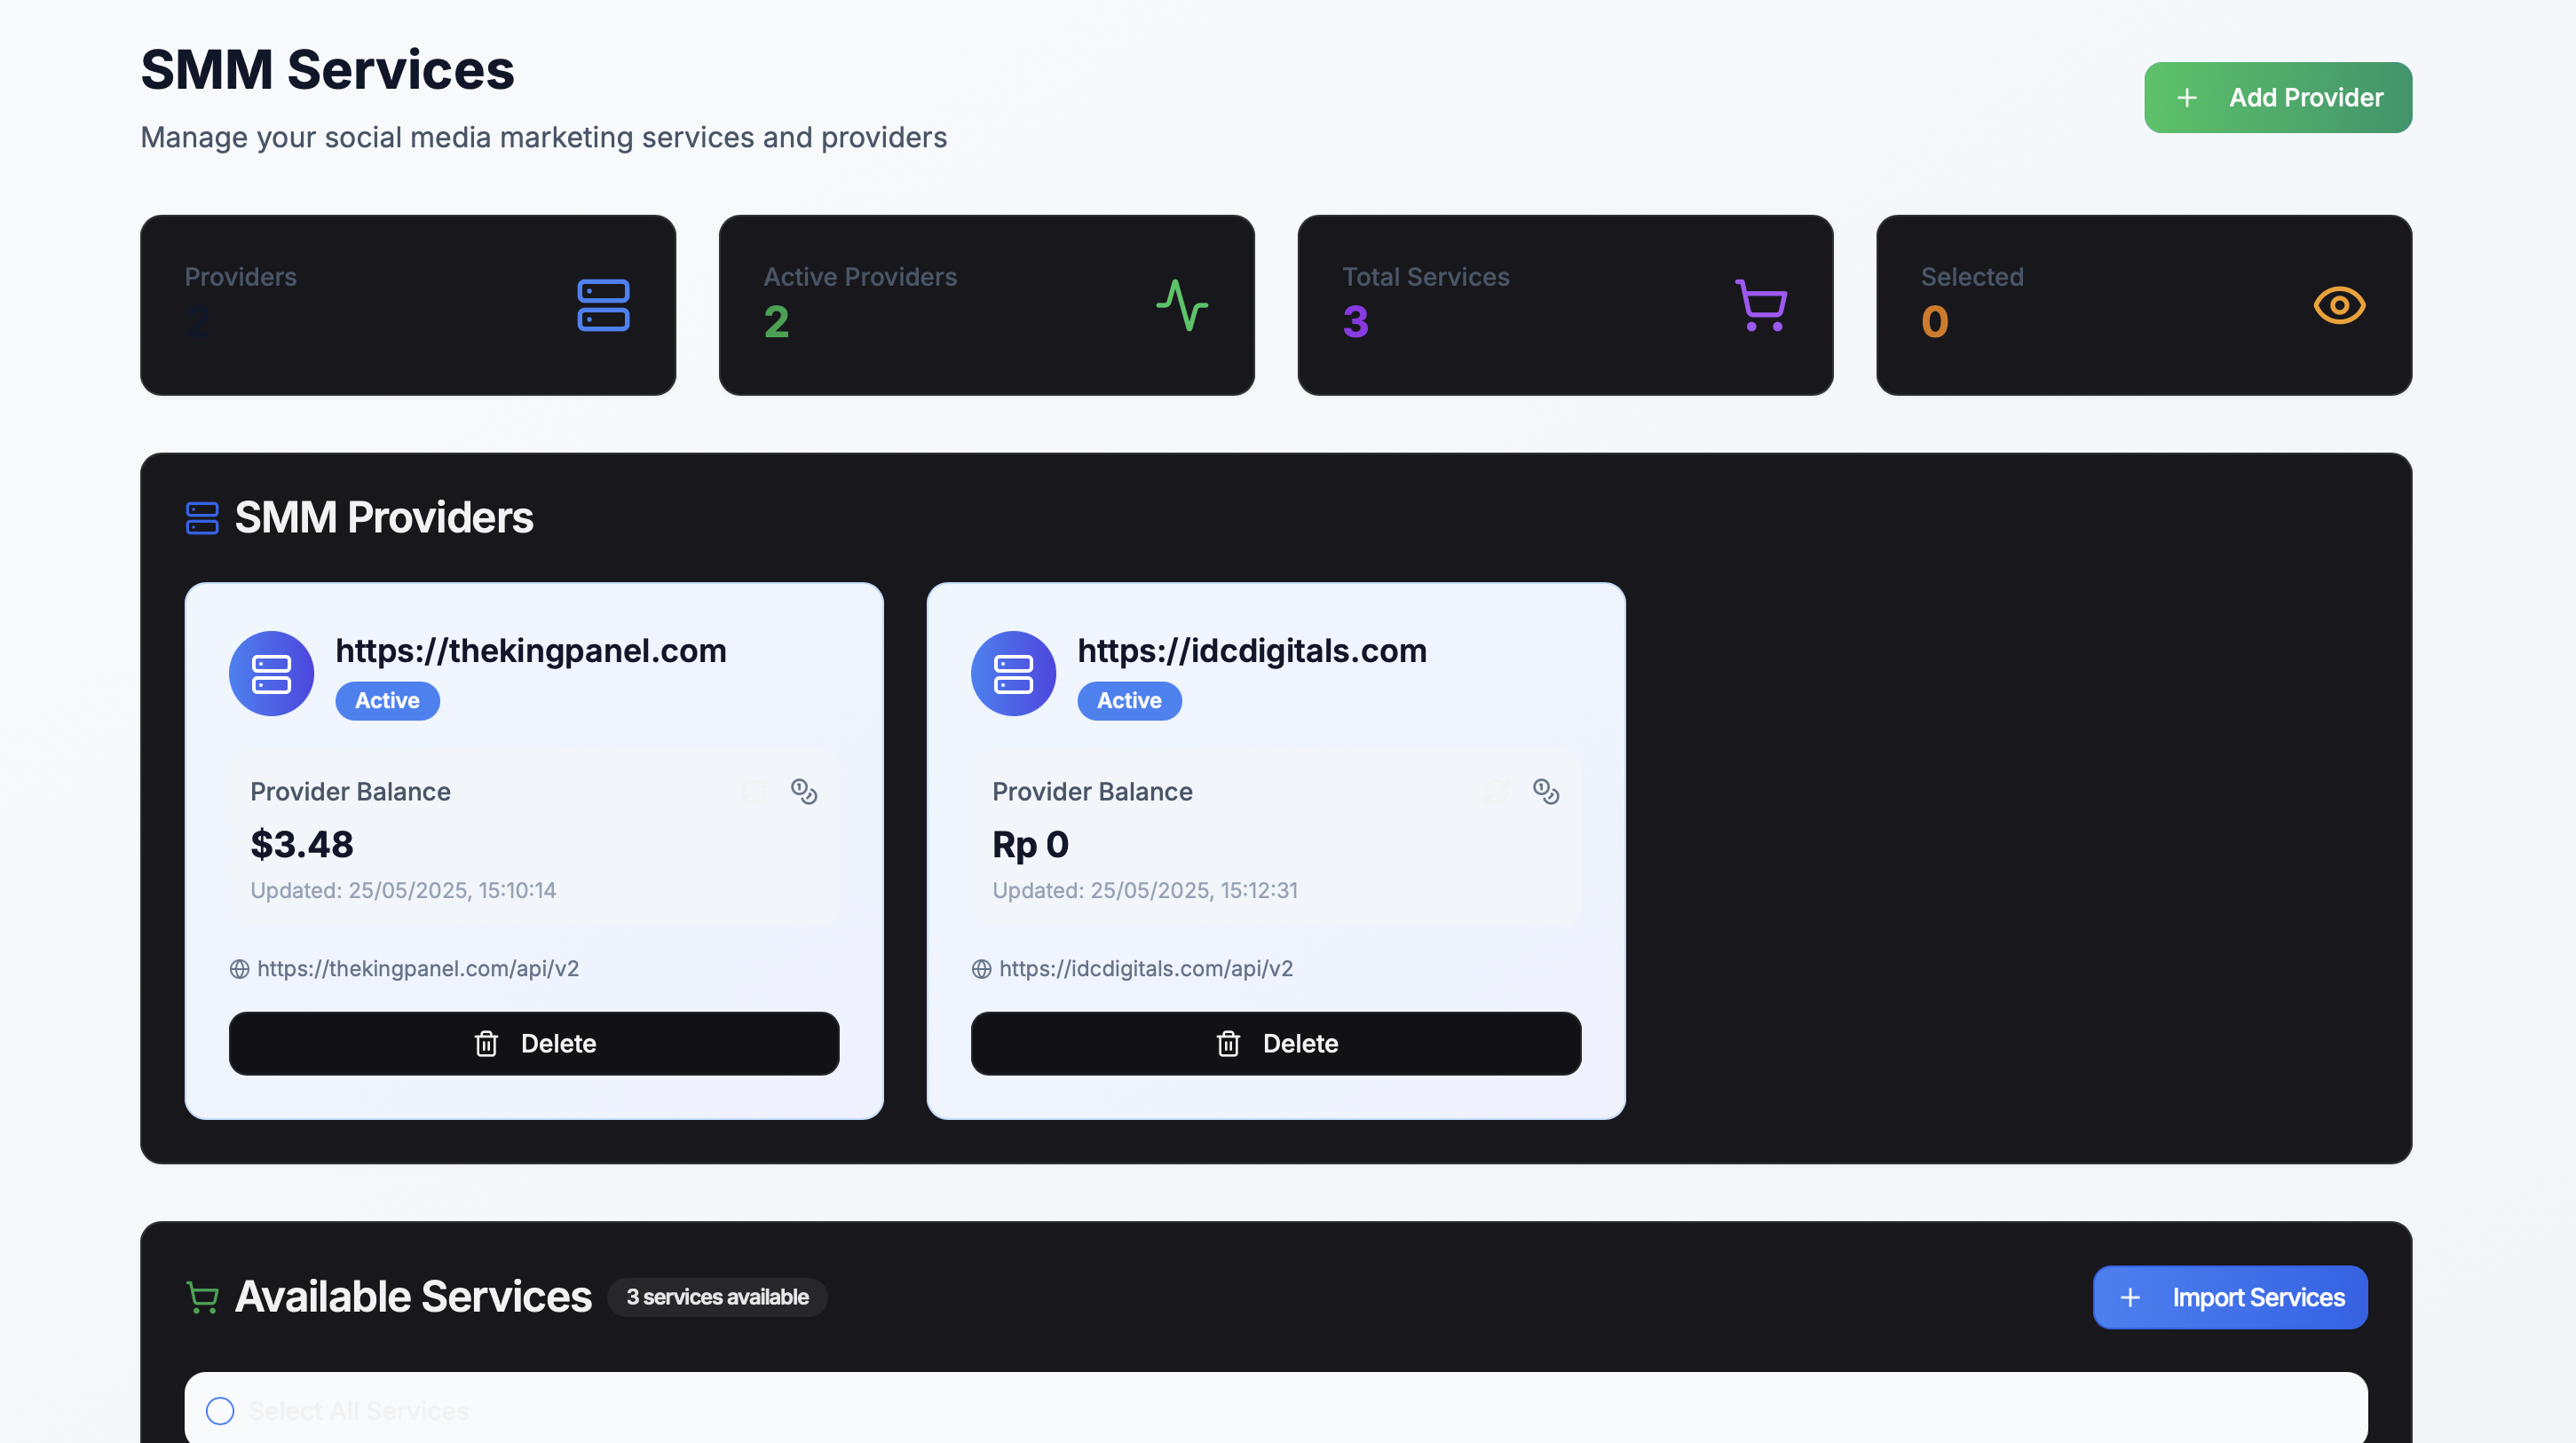 SMM Services
Manage your social media marketing services and providers
Add Provider
Providers
2
Active Providers
2
Total Services
3
Selected
0
SMM Providers
https://thekingpanel.com
Active
Provider Balance
$3.48
Updated: 25/05/2025, 15:10:14
https://thekingpanel.com/api/v2
Delete
https://idcdigitals.com
Active
Provider Balance
Rp 0
Updated: 25/05/2025, 15:12:31
https://idcdigitals.com/api/v2
Delete
Available Services
3 services available
Import Services
Select All Services